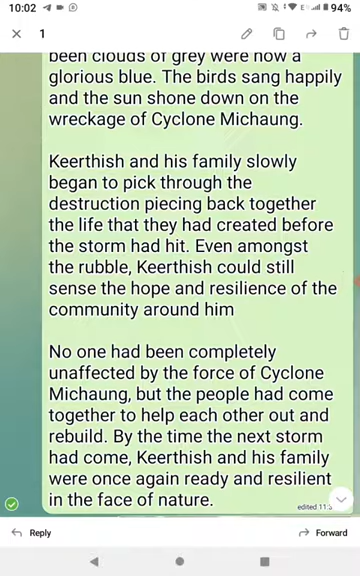 10:02
94%
1
been clouds of grey were now a
glorious blue. The birds sang happily
and the sun shone down on the
wreckage of Cyclone Michaung.
Keerthish and his family slowly
began to pick through the
destruction piecing back together
the life that they had created before
the storm had hit. Even amongst
the rubble, Keerthish could still
sense the hope and resilience of the
community around him
No one had been completely
unaffected by the force of Cyclone
Michaung, but the people had come
together to help each other out and
rebuild. By the time the next storm
had come, Keerthish and his family
were once again ready and resilient
in the face of nature.
edited
Reply
Forward